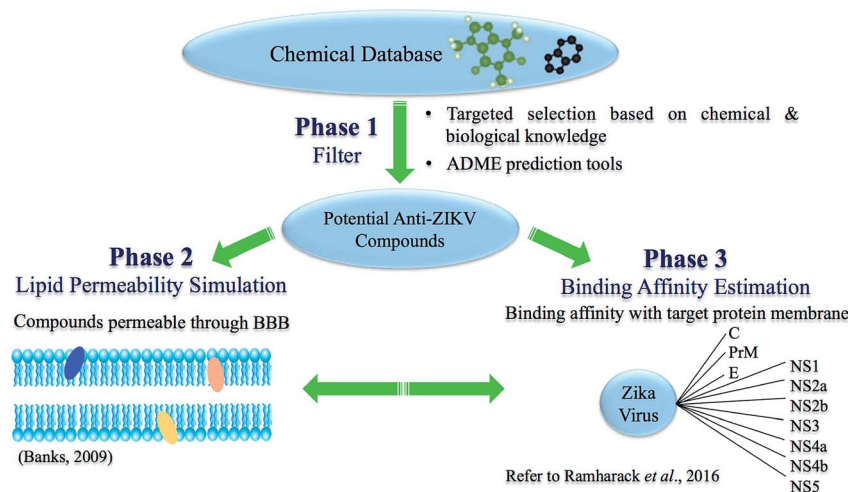 Chemical Database
Phase 1
Filter
• Targeted selection based on chemical &
biological knowledge
• ADME prediction tools
Potential Anti-ZIKV
Compounds
Phase 2
Lipid Permeability Simulation
Compounds permeable through BBB
(Banks, 2009)
Phase 3
Binding Affinity Estimation
Binding affinity with target protein membrane
C
PrM
E
NS1
NS2a
NS2b
NS3
NS4a
NS4b
NS5
Zika
Virus
Refer to Ramharack et al., 2016